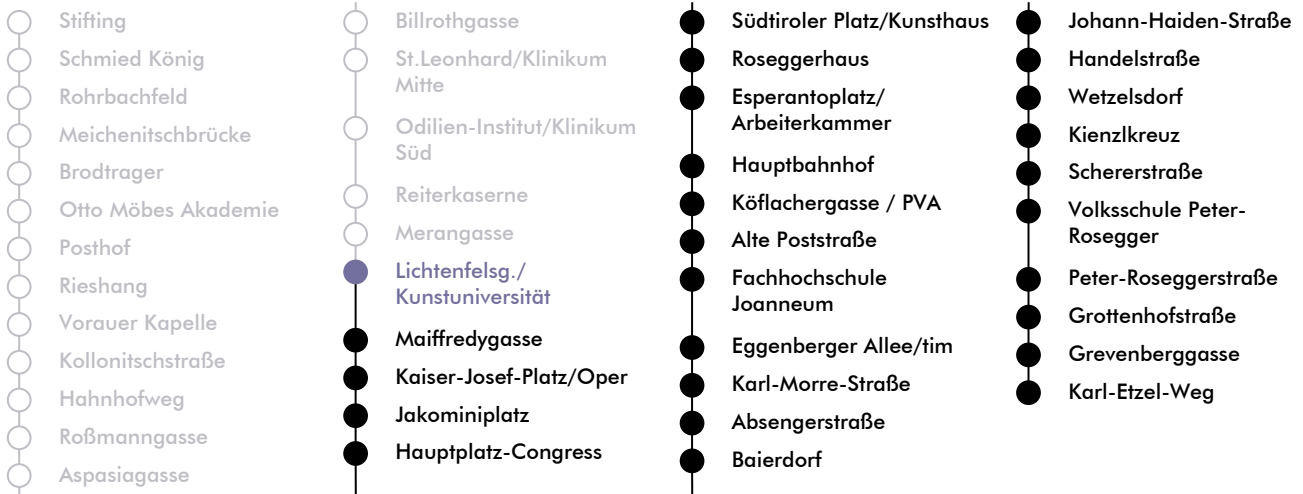 Stifting
Schmied König
Rohrbachfeld
Meichenitschbrücke
Brodtrager
Otto Möbes Akademie
Posthof
Rieshang
Vorauer Kapelle
Kollonitschstraße
Hahnhofweg
Roßmanngasse
Aspasiagasse
Billrothgasse
St.Leonhard/Klinikum
Mitte
Odilien-Institut/Klinikum
Süd
Reiterkaserne
Merangasse
Lichtenfelsg./
Kunstuniversität
Maiffredygasse
Kaiser-Josef-Platz/Oper
Jakominiplatz
Hauptplatz-Congress
Südtiroler Platz/Kunsthaus
Roseggerhaus
Esperantoplatz/
Arbeiterkammer
Hauptbahnhof
Köflachergasse / PVA
Alte Poststraße
Fachhochschule
Joanneum
Eggenberger Allee/tim
Karl-Morre-Straße
Absengerstraße
Baierdorf
Johann-Haiden-Straße
Handelstraße
Wetzelsdorf
Kienzlkreuz
Schererstraße
Volksschule Peter-
Rosegger
Peter-Roseggerstraße
Grottenhofstraße
Grevenberggasse
Karl-Etzel-Weg